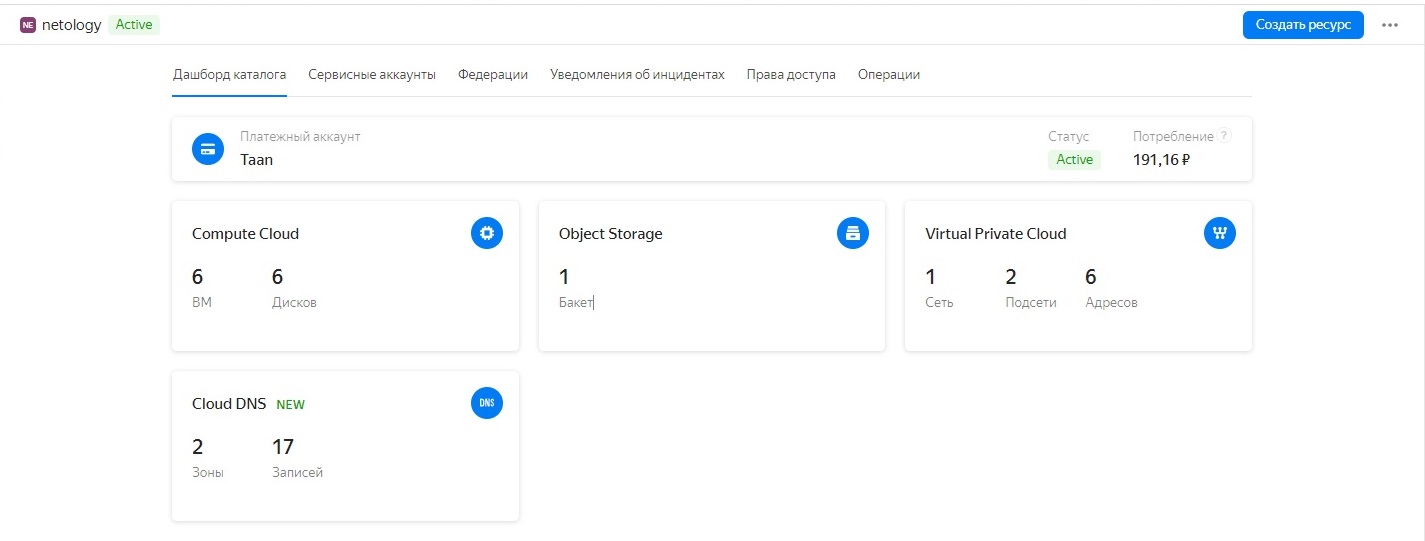 NE netology Active Создать ресурс
Дашборд каталога Сервисные аккаунты Федерации Уведомления об инцидентах Права доступа Операции
Платежный аккаунт Статус Потребление ?
Taan Active 191,16 ₽
Compute Cloud Object Storage Virtual Private Cloud
6 6 1 1 2 6
ВМ Дисков Бакет Сеть Подсети Адресов
Cloud DNS NEW DNS
2 17
Зоны Записей